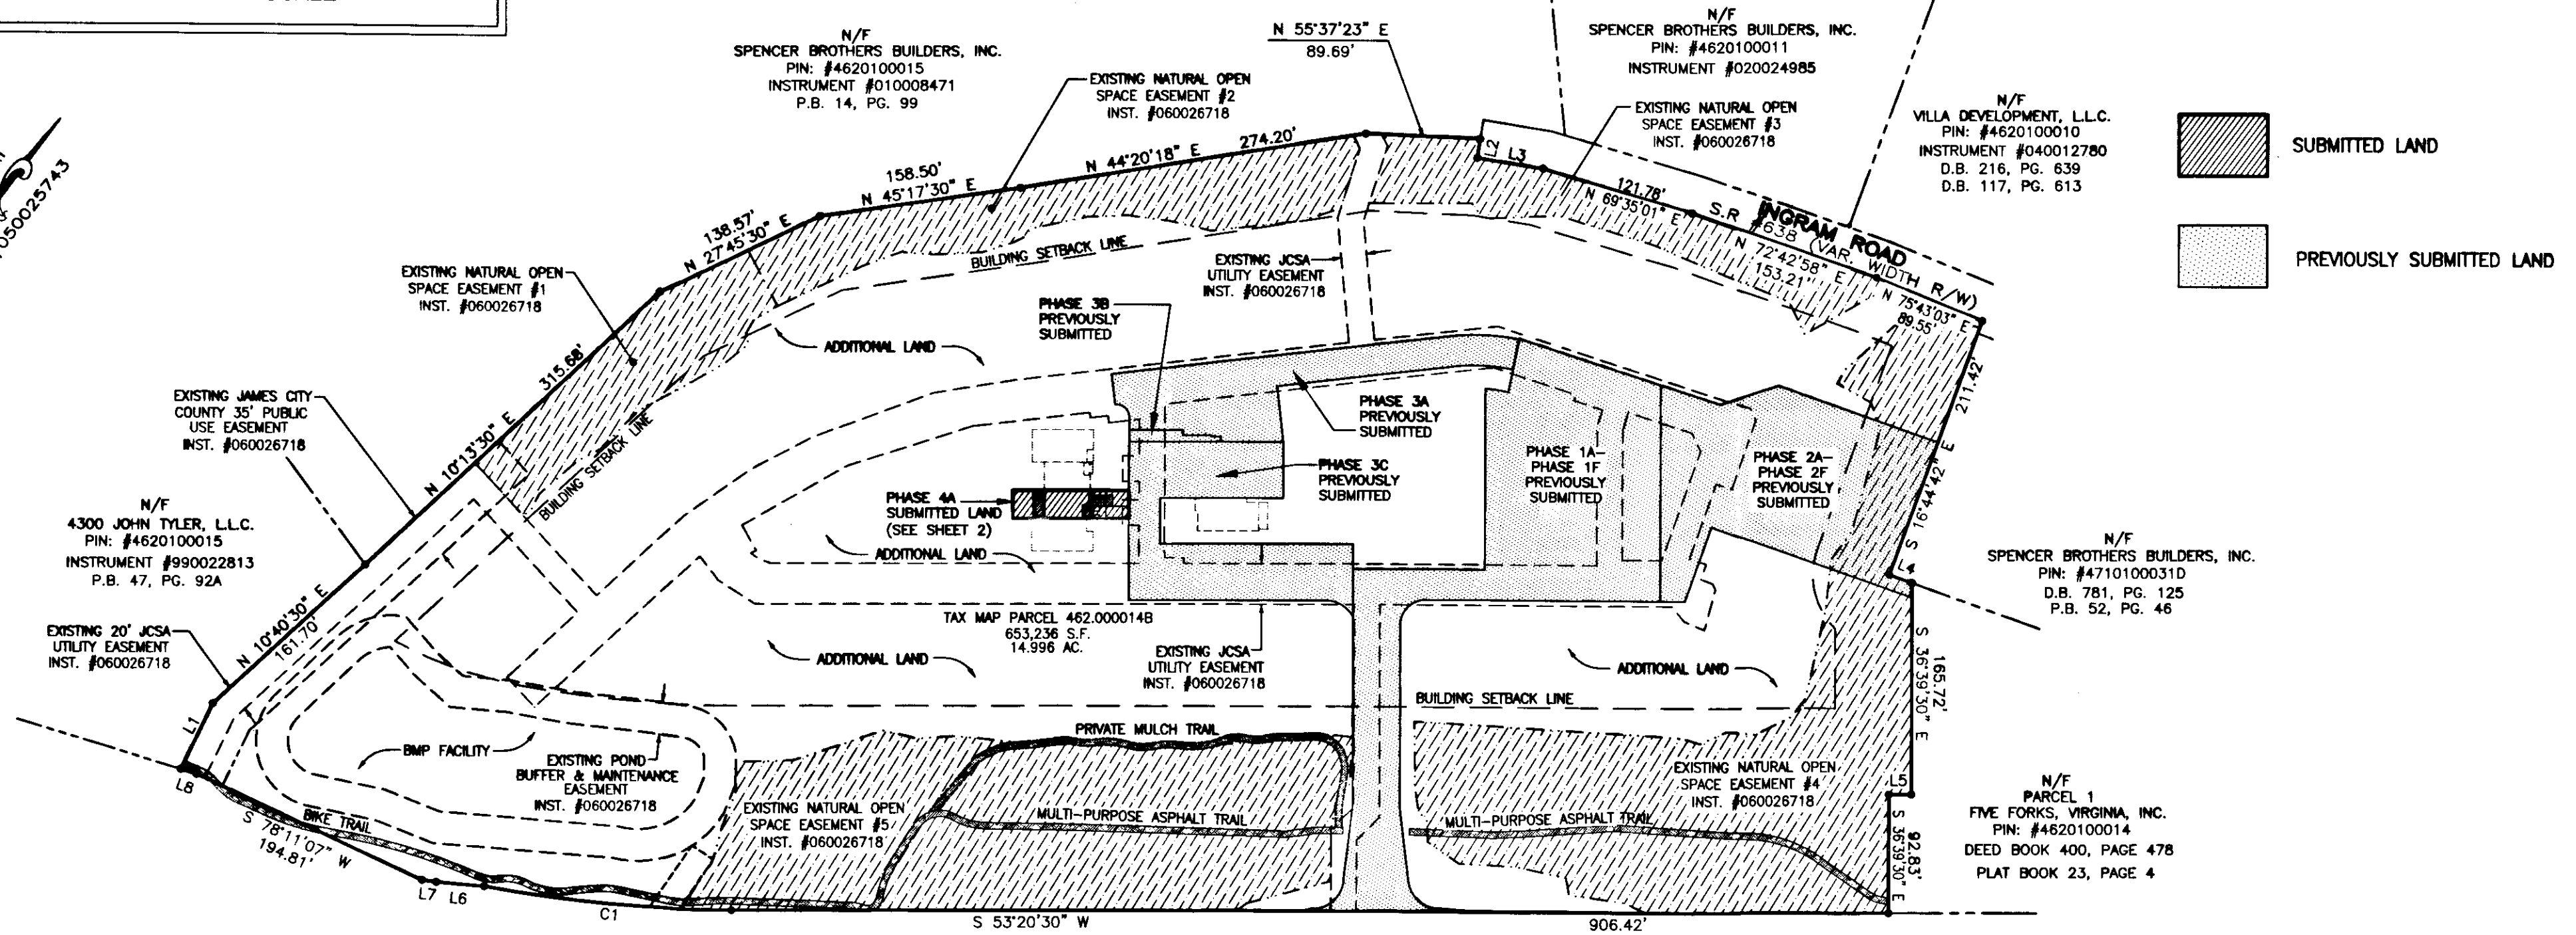 N/F
SPENCER BROTHERS BUILDERS, INC.
PIN: #4620100015
INSTRUMENT #010008471
P.B. 14, PG. 99
EXISTING NATURAL OPEN
SPACE EASEMENT #2
INST. #060026718
N 55°37'23" E
89.69'
N/F
SPENCER BROTHERS BUILDERS, INC.
PIN: #4620100011
INSTRUMENT #020024985
EXISTING NATURAL OPEN
SPACE EASEMENT #3
INST. #060026718
N/F
VILLA DEVELOPMENT, L.L.C.
PIN: #4620100010
INSTRUMENT #040012780
D.B. 216, PG. 639
D.B. 117, PG. 613
SUBMITTED LAND
PREVIOUSLY SUBMITTED LAND
050025743
274.20'
N 44°20'18" E
158.50'
N 45°17'30" E
138.57'
N 27°45'30" E
L2
L3
121.78'
N 69°35'01" E
INGRAM ROAD
S.R #638 (VAR. WIDTH R/W)
N 72°42'58" E
153.21'
N 75°43'03" E
89.55'
BUILDING SETBACK LINE
EXISTING NATURAL OPEN
SPACE EASEMENT #1
INST. #060026718
EXISTING JCSA
UTILITY EASEMENT
INST. #060026718
PHASE 3B
PREVIOUSLY
SUBMITTED
ADDITIONAL LAND
315.68'
N 10°13'30" E
211.42'
S 16°44'42" E
EXISTING JAMES CITY
COUNTY 35' PUBLIC
USE EASEMENT
INST. #060026718
BUILDING SETBACK LINE
PHASE 3A
PREVIOUSLY
SUBMITTED
PHASE 3C
PREVIOUSLY
SUBMITTED
PHASE 1A-
PHASE 1F
PREVIOUSLY
SUBMITTED
PHASE 2A-
PHASE 2F
PREVIOUSLY
SUBMITTED
PHASE 4A
SUBMITTED LAND
(SEE SHEET 2)
ADDITIONAL LAND
N/F
4300 JOHN TYLER, L.L.C.
PIN: #4620100015
INSTRUMENT #990022813
P.B. 47, PG. 92A
N/F
SPENCER BROTHERS BUILDERS, INC.
PIN: #4710100031D
D.B. 781, PG. 125
P.B. 52, PG. 46
L4
N 10°40'30" E
161.70'
EXISTING 20' JCSA
UTILITY EASEMENT
INST. #060026718
TAX MAP PARCEL 462.000014B
653,236 S.F.
14.996 AC.
EXISTING JCSA
UTILITY EASEMENT
INST. #060026718
ADDITIONAL LAND
ADDITIONAL LAND
165.72'
S 36°39'30" E
BUILDING SETBACK LINE
L1
PRIVATE MULCH TRAIL
BMP FACILITY
EXISTING POND
BUFFER & MAINTENANCE
EASEMENT
INST. #060026718
EXISTING NATURAL OPEN
SPACE EASEMENT #4
INST. #060026718
L5
L8
EXISTING NATURAL OPEN
SPACE EASEMENT #5
INST. #060026718
MULTI-PURPOSE ASPHALT TRAIL
MULTI-PURPOSE ASPHALT TRAIL
N/F
PARCEL 1
FIVE FORKS, VIRGINIA, INC.
PIN: #4620100014
DEED BOOK 400, PAGE 478
PLAT BOOK 23, PAGE 4
BIKE TRAIL
S 78°11'07" W
194.81'
92.83'
S 36°39'30" E
L7
L6
C1
S 53°20'30" W
906.42'